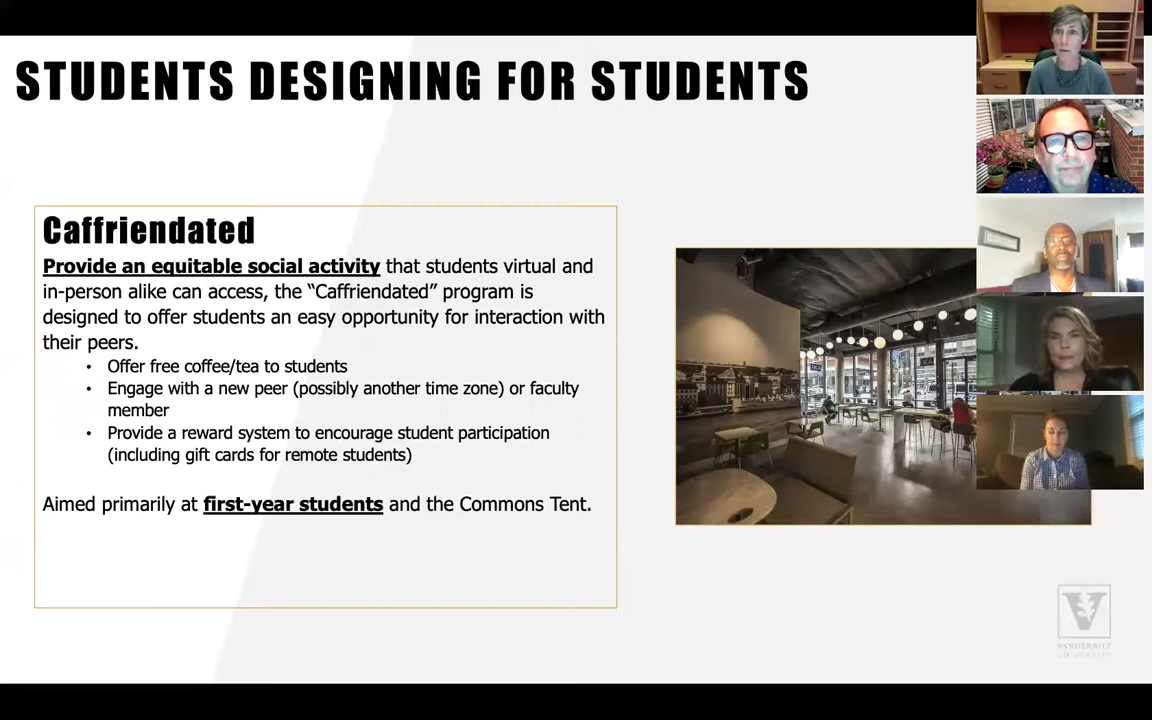 STUDENTS DESIGNING FOR STUDENTS
Caffriendated
Provide an equitable social activity that students virtual and
in-person alike can access, the “Caffriendated” program is
designed to offer students an easy opportunity for interaction with
their peers.
• Offer free coffee/tea to students
• Engage with a new peer (possibly another time zone) or faculty
member
• Provide a reward system to encourage student participation
(including gift cards for remote students)
Aimed primarily at first-year students and the Commons Tent.
V
VANDERBILT
UNIVERSITY